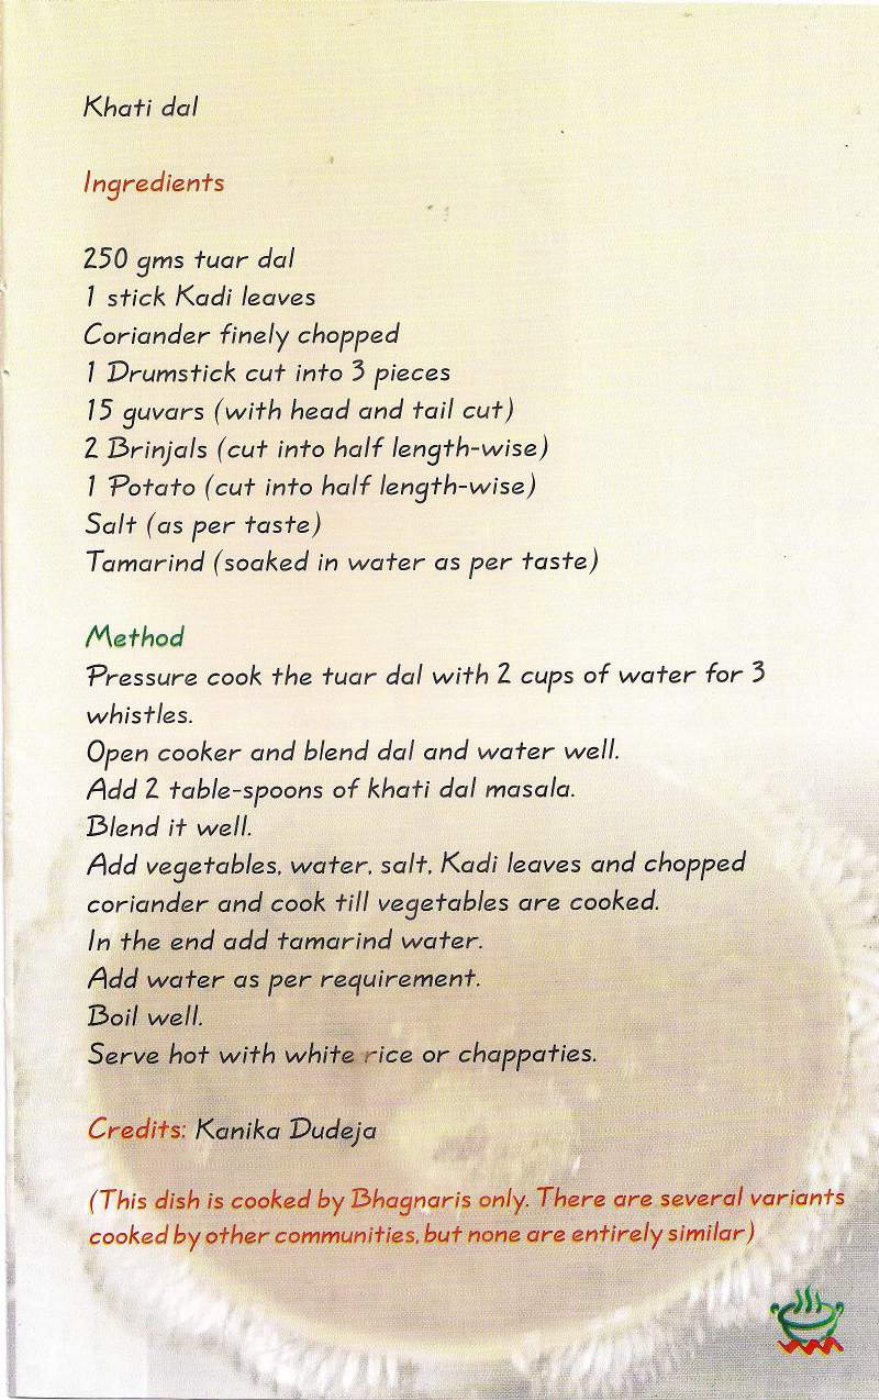 Khati dal
Ingredients
250 gms tuar dal
1 stick Kadi leaves
Coriander finely chopped
1 Drumstick cut into 3 pieces
15 guvars (with head and tail cut)
2 Brinjals (cut into half length-wise)
1 Potato (cut into half length-wise)
Salt (as per taste)
Tamarind (soaked in water as per taste)
Method
Pressure cook the tuar dal with 2 cups of water for 3
whistles.
Open cooker and blend dal and water well.
Add 2 table-spoons of khati dal masala.
Blend it well.
Add vegetables, water, salt, Kadi leaves and chopped
coriander and cook till vegetables are cooked.
In the end add tamarind water.
Add water as per requirement.
Boil well.
Serve hot with white rice or chappaties.
Credits: Kanika Dudeja
(This dish is cooked by Bhagnaris only. There are several variants
cooked by other communities, but none are entirely similar)